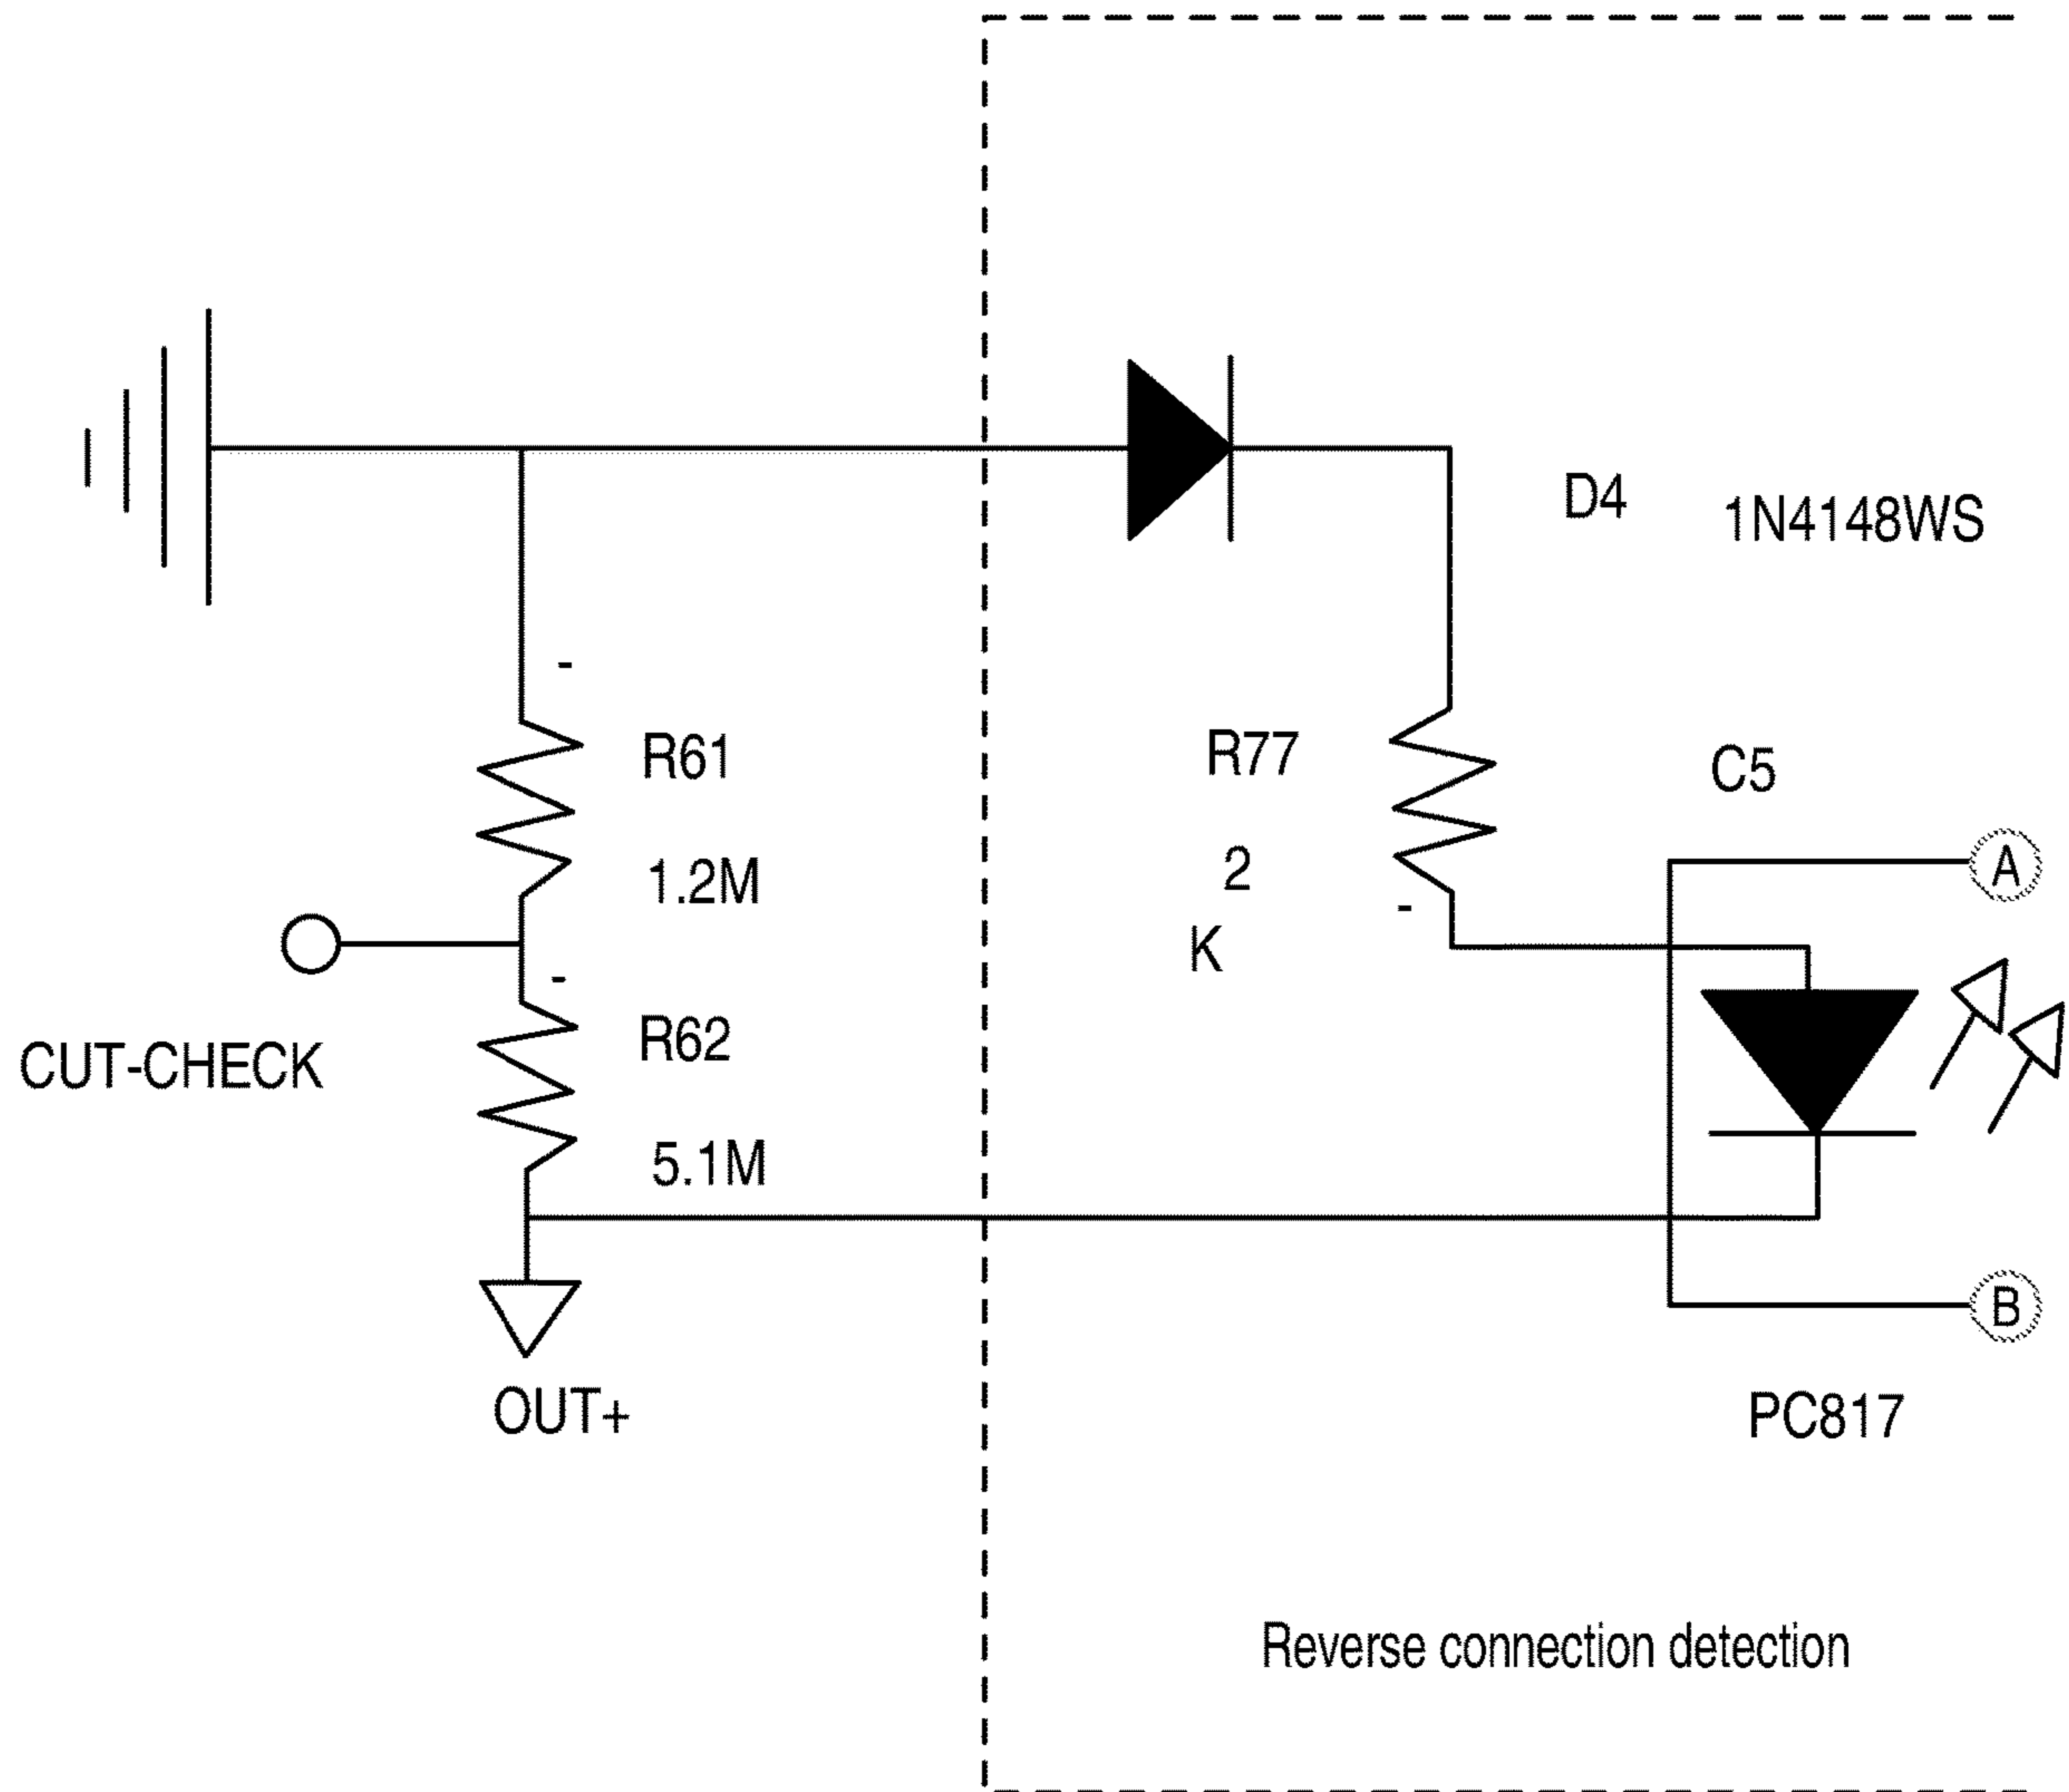 D4
1N4148WS
-
R61
1.2M
R77
2
K
-
C5
A
CUT-CHECK
-
R62
5.1M
OUT+
B
PC817
Reverse connection detection